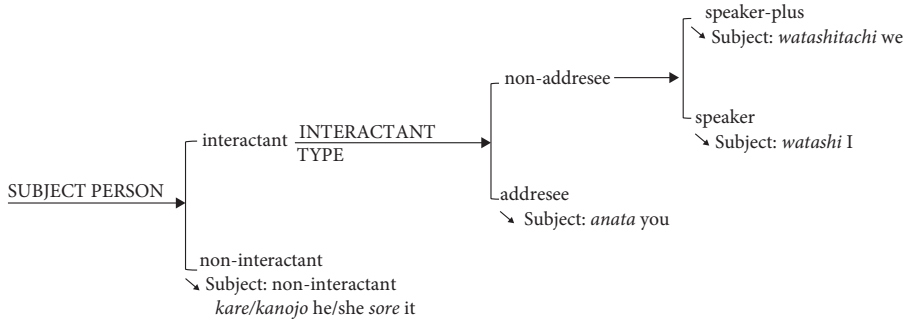 speaker-plus
Subject: watashitachi we
non-addresee
speaker
Subject: watashi I
interactant
INTERACTANT
TYPE
addresee
Subject: anata you
SUBJECT PERSON
non-interactant
Subject: non-interactant
kare/kanojo he/she sore it